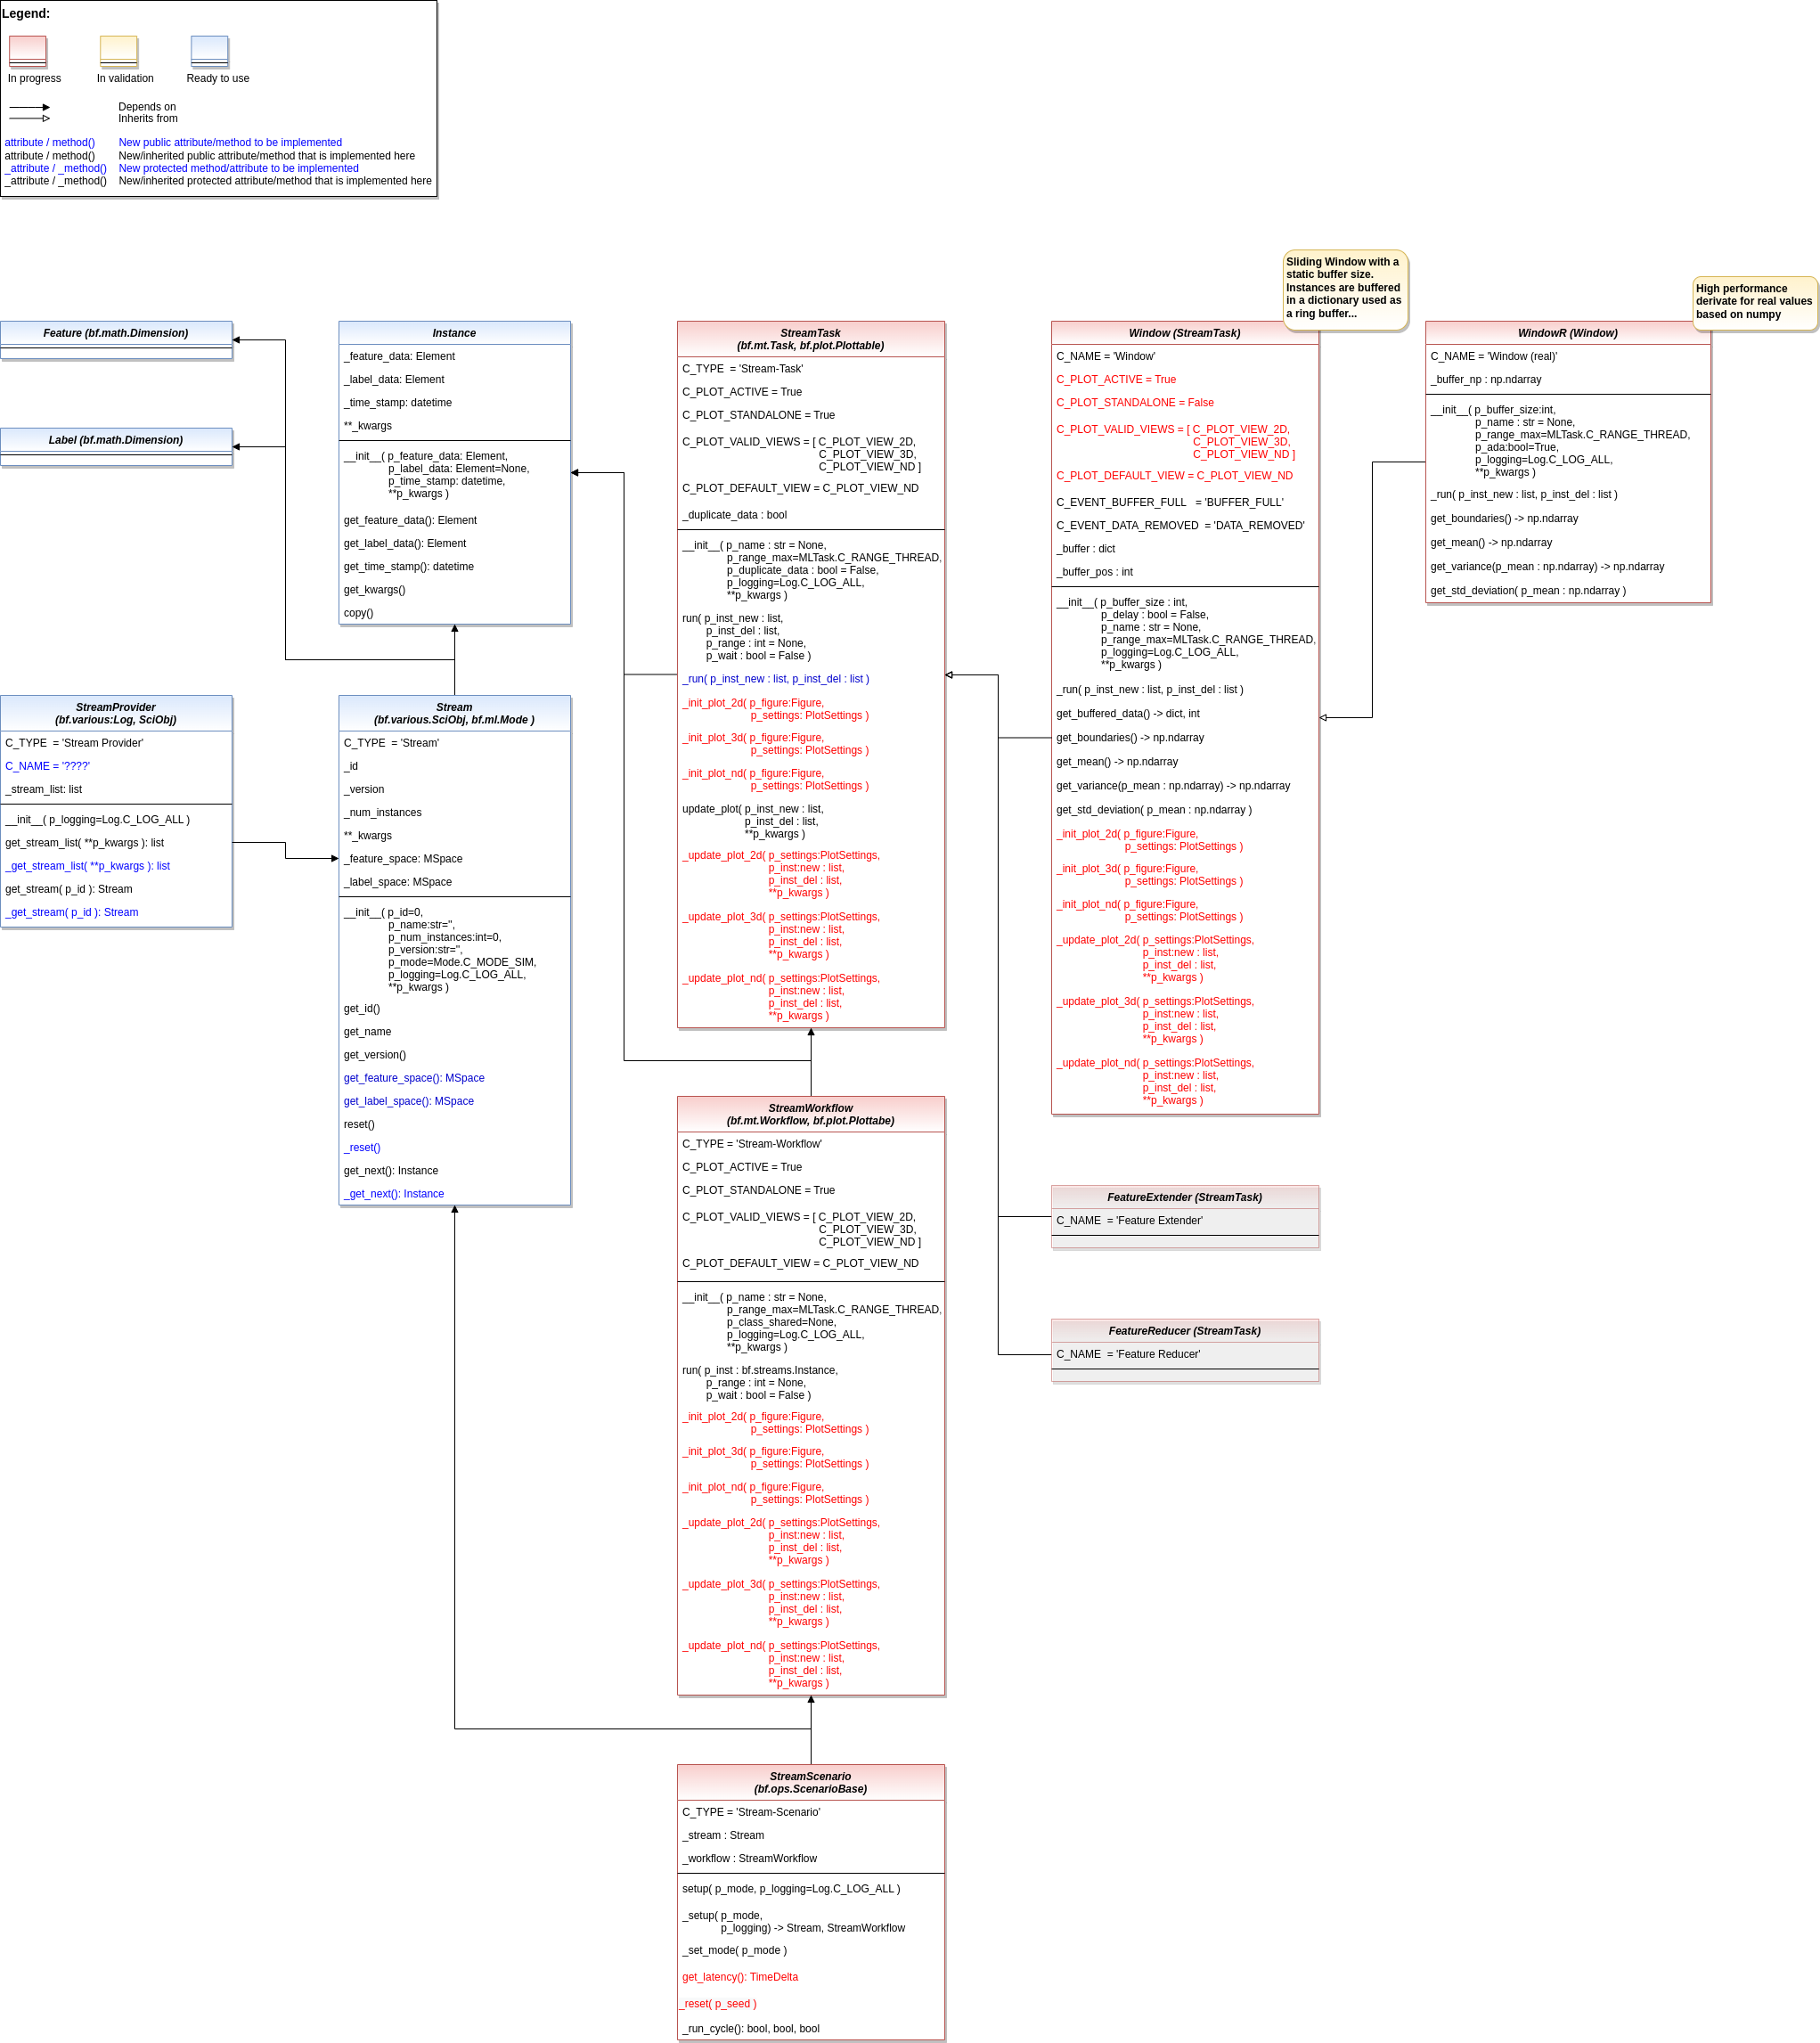 Legend:
In progress
In validation
Ready to use
Depends on
Inherits from
attribute / method() New public attribute/method to be implemented
attribute / method() New/inherited public attribute/method that is implemented here
_attribute / _method() New protected method/attribute to be implemented
_attribute / _method() New/inherited protected attribute/method that is implemented here
Feature (bf.math.Dimension)
Label (bf.math.Dimension)
StreamProvider
(bf.various:Log, SciObj)
C_TYPE = 'Stream Provider'
C_NAME = '????'
_stream_list: list
__init__( p_logging=Log.C_LOG_ALL )
get_stream_list( **p_kwargs ): list
_get_stream_list( **p_kwargs ): list
get_stream( p_id ): Stream
_get_stream( p_id ): Stream
Instance
_feature_data: Element
_label_data: Element
_time_stamp: datetime
**_kwargs
__init__( p_feature_data: Element,
p_label_data: Element=None,
p_time_stamp: datetime,
**p_kwargs )
get_feature_data(): Element
get_label_data(): Element
get_time_stamp(): datetime
get_kwargs()
copy()
Stream
(bf.various.SciObj, bf.ml.Mode )
C_TYPE = 'Stream'
_id
_version
_num_instances
**_kwargs
_feature_space: MSpace
_label_space: MSpace
__init__( p_id=0,
p_name:str='',
p_num_instances:int=0,
p_version:str='',
p_mode=Mode.C_MODE_SIM,
p_logging=Log.C_LOG_ALL,
**p_kwargs )
get_id()
get_name
get_version()
get_feature_space(): MSpace
get_label_space(): MSpace
reset()
_reset()
get_next(): Instance
_get_next(): Instance
StreamTask
(bf.mt.Task, bf.plot.Plottable)
C_TYPE = 'Stream-Task'
C_PLOT_ACTIVE = True
C_PLOT_STANDALONE = True
C_PLOT_VALID_VIEWS = [ C_PLOT_VIEW_2D,
C_PLOT_VIEW_3D,
C_PLOT_VIEW_ND ]
C_PLOT_DEFAULT_VIEW = C_PLOT_VIEW_ND
_duplicate_data : bool
__init__( p_name : str = None,
p_range_max=MLTask.C_RANGE_THREAD,
p_duplicate_data : bool = False,
p_logging=Log.C_LOG_ALL,
**p_kwargs )
run( p_inst_new : list,
p_inst_del : list,
p_range : int = None,
p_wait : bool = False )
_run( p_inst_new : list, p_inst_del : list )
_init_plot_2d( p_figure:Figure,
p_settings: PlotSettings )
_init_plot_3d( p_figure:Figure,
p_settings: PlotSettings )
_init_plot_nd( p_figure:Figure,
p_settings: PlotSettings )
update_plot( p_inst_new : list,
p_inst_del : list,
**p_kwargs )
_update_plot_2d( p_settings:PlotSettings,
p_inst:new : list,
p_inst_del : list,
**p_kwargs )
_update_plot_3d( p_settings:PlotSettings,
p_inst:new : list,
p_inst_del : list,
**p_kwargs )
_update_plot_nd( p_settings:PlotSettings,
p_inst:new : list,
p_inst_del : list,
**p_kwargs )
StreamWorkflow
(bf.mt.Workflow, bf.plot.Plottabe)
C_TYPE = 'Stream-Workflow'
C_PLOT_ACTIVE = True
C_PLOT_STANDALONE = True
C_PLOT_VALID_VIEWS = [ C_PLOT_VIEW_2D,
C_PLOT_VIEW_3D,
C_PLOT_VIEW_ND ]
C_PLOT_DEFAULT_VIEW = C_PLOT_VIEW_ND
__init__( p_name : str = None,
p_range_max=MLTask.C_RANGE_THREAD,
p_class_shared=None,
p_logging=Log.C_LOG_ALL,
**p_kwargs )
run( p_inst : bf.streams.Instance,
p_range : int = None,
p_wait : bool = False )
_init_plot_2d( p_figure:Figure,
p_settings: PlotSettings )
_init_plot_3d( p_figure:Figure,
p_settings: PlotSettings )
_init_plot_nd( p_figure:Figure,
p_settings: PlotSettings )
_update_plot_2d( p_settings:PlotSettings,
p_inst:new : list,
p_inst_del : list,
**p_kwargs )
_update_plot_3d( p_settings:PlotSettings,
p_inst:new : list,
p_inst_del : list,
**p_kwargs )
_update_plot_nd( p_settings:PlotSettings,
p_inst:new : list,
p_inst_del : list,
**p_kwargs )
StreamScenario
(bf.ops.ScenarioBase)
C_TYPE = 'Stream-Scenario'
_stream : Stream
_workflow : StreamWorkflow
setup( p_mode, p_logging=Log.C_LOG_ALL )
_setup( p_mode,
p_logging) -> Stream, StreamWorkflow
_set_mode( p_mode )
get_latency(): TimeDelta
_reset( p_seed )
_run_cycle(): bool, bool, bool
Sliding Window with a
static buffer size.
Instances are buffered
in a dictionary used as
a ring buffer...
Window (StreamTask)
C_NAME = 'Window'
C_PLOT_ACTIVE = True
C_PLOT_STANDALONE = False
C_PLOT_VALID_VIEWS = [ C_PLOT_VIEW_2D,
C_PLOT_VIEW_3D,
C_PLOT_VIEW_ND ]
C_PLOT_DEFAULT_VIEW = C_PLOT_VIEW_ND
C_EVENT_BUFFER_FULL = 'BUFFER_FULL'
C_EVENT_DATA_REMOVED = 'DATA_REMOVED'
_buffer : dict
_buffer_pos : int
__init__( p_buffer_size : int,
p_delay : bool = False,
p_name : str = None,
p_range_max=MLTask.C_RANGE_THREAD,
p_logging=Log.C_LOG_ALL,
**p_kwargs )
_run( p_inst_new : list, p_inst_del : list )
get_buffered_data() -> dict, int
get_boundaries() -> np.ndarray
get_mean() -> np.ndarray
get_variance(p_mean : np.ndarray) -> np.ndarray
get_std_deviation( p_mean : np.ndarray )
_init_plot_2d( p_figure:Figure,
p_settings: PlotSettings )
_init_plot_3d( p_figure:Figure,
p_settings: PlotSettings )
_init_plot_nd( p_figure:Figure,
p_settings: PlotSettings )
_update_plot_2d( p_settings:PlotSettings,
p_inst:new : list,
p_inst_del : list,
**p_kwargs )
_update_plot_3d( p_settings:PlotSettings,
p_inst:new : list,
p_inst_del : list,
**p_kwargs )
_update_plot_nd( p_settings:PlotSettings,
p_inst:new : list,
p_inst_del : list,
**p_kwargs )
FeatureExtender (StreamTask)
C_NAME = 'Feature Extender'
FeatureReducer (StreamTask)
C_NAME = 'Feature Reducer'
High performance
derivate for real values
based on numpy
WindowR (Window)
C_NAME = 'Window (real)'
_buffer_np : np.ndarray
__init__( p_buffer_size:int,
p_name : str = None,
p_range_max=MLTask.C_RANGE_THREAD,
p_ada:bool=True,
p_logging=Log.C_LOG_ALL,
**p_kwargs )
_run( p_inst_new : list, p_inst_del : list )
get_boundaries() -> np.ndarray
get_mean() -> np.ndarray
get_variance(p_mean : np.ndarray) -> np.ndarray
get_std_deviation( p_mean : np.ndarray )